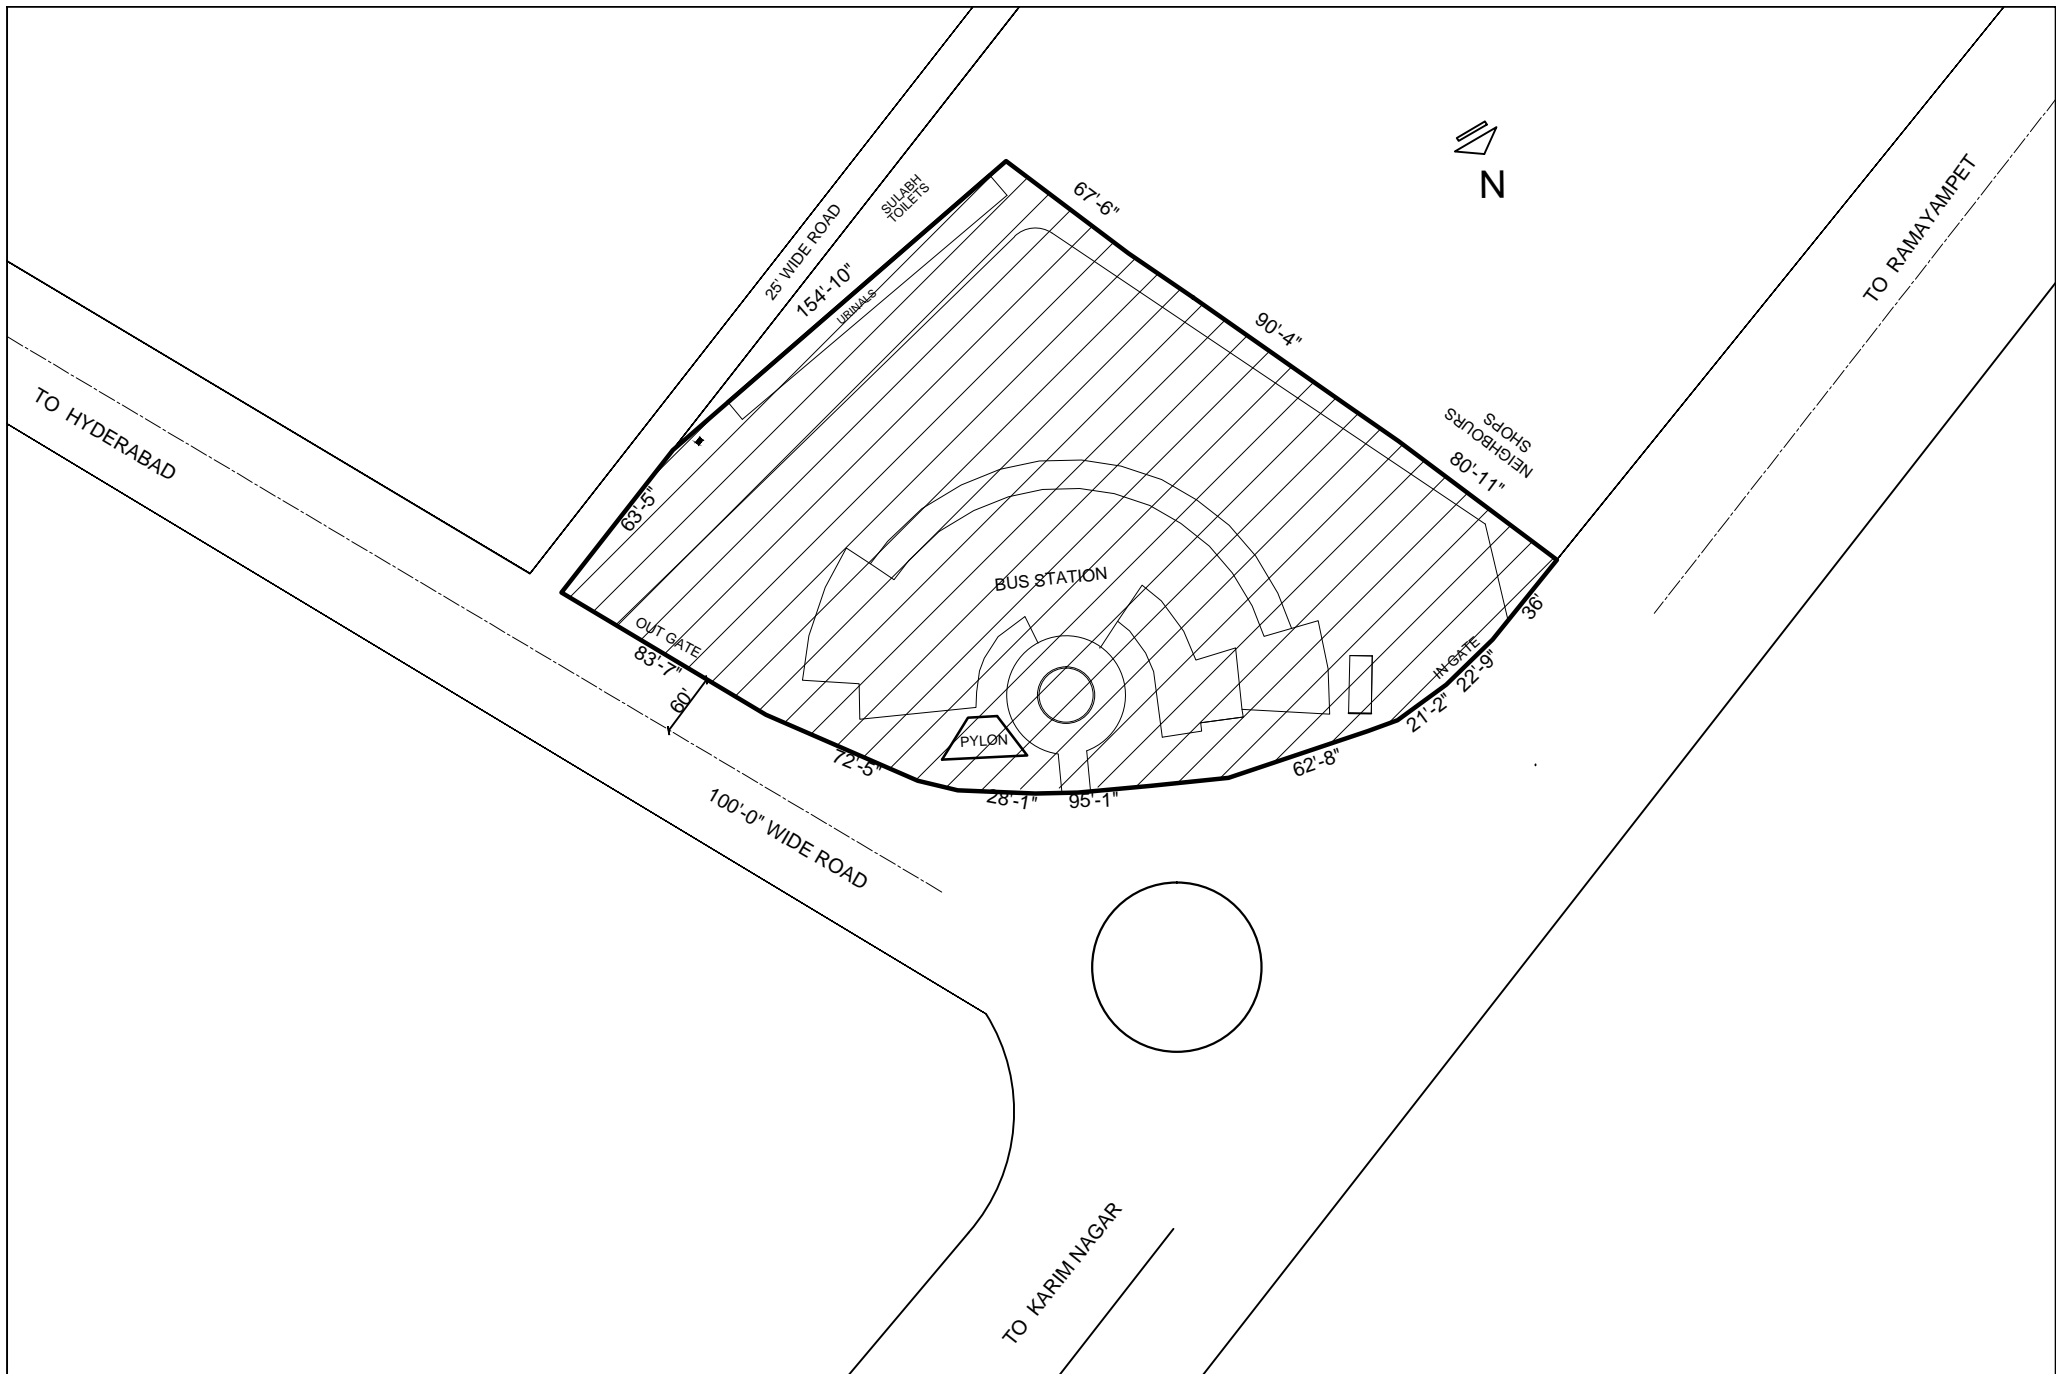 N
67'-6"
SULABH
TOILETS
25' WIDE ROAD
154'-10"
URINALS
TO RAMAYAMPET
90'-4"
NEIGHBOURS
SHOPS
80'-11"
TO HYDERABAD
63'-5"
BUS STATION
36'
OUT GATE
83'-7"
60'
IN GATE
22'-9"
21'-2"
PYLON
72'-5"
62'-8"
28'-1"
95'-1"
100'-0" WIDE ROAD
TO KARIM NAGAR